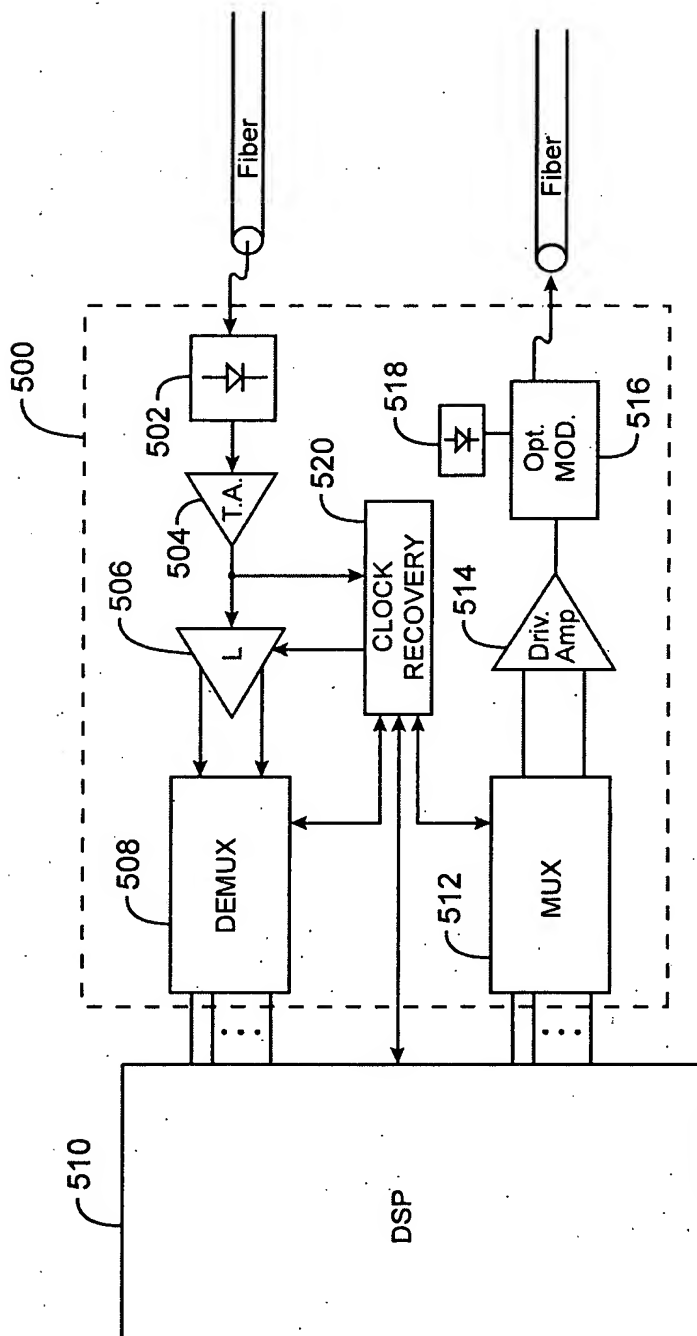 500
Fiber
502
504
T.A.
506
L
520
CLOCK
RECOVERY
508
DEMUX
510
DSP
512
MUX
514
Driv.
Amp
518
Opt.
MOD.
516
Fiber